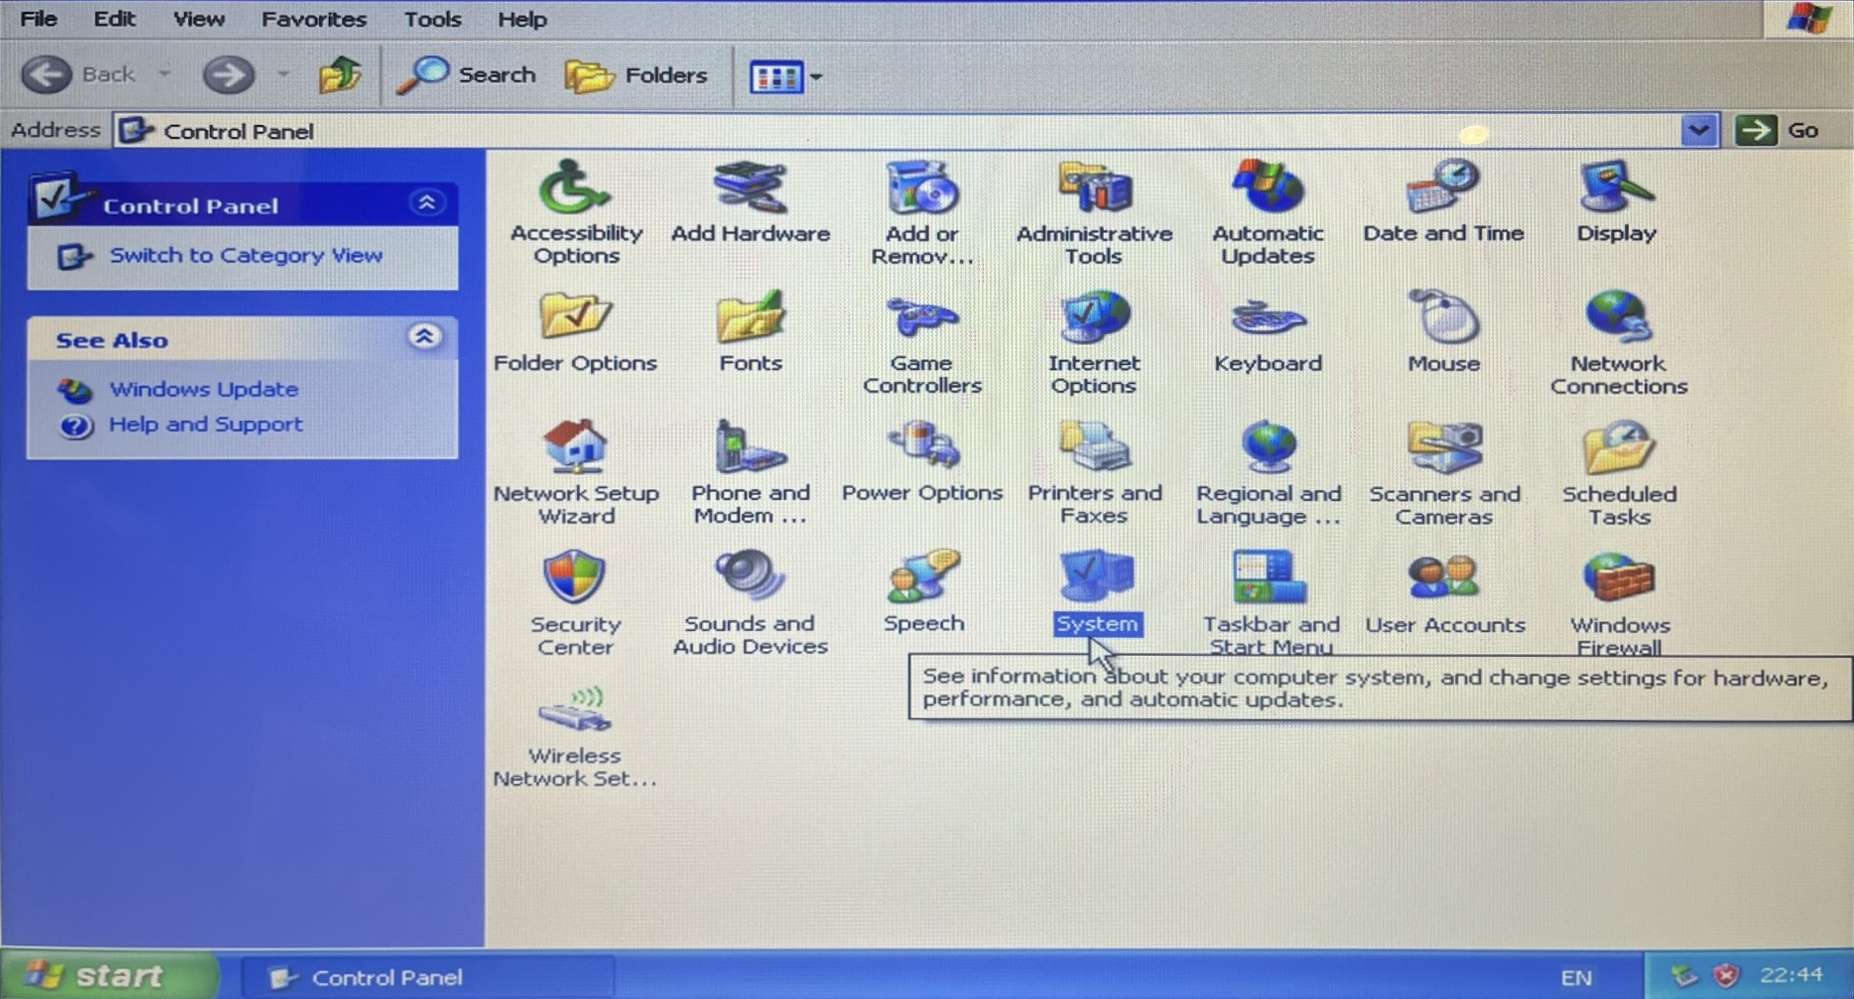 File Edit View Favorites Tools Help
Back Search Folders
Address Control Panel Go
Control Panel
Switch to Category View
See Also
Windows Update
Help and Support
Accessibility Add Hardware Add or Administrative Automatic Date and Time Display
Options Remov... Tools Updates
Folder Options Fonts Game Internet Keyboard Mouse Network
Controllers Options Connections
Network Setup Phone and Power Options Printers and Regional and Scanners and Scheduled
Wizard Modem ... Faxes Language ... Cameras Tasks
Security Sounds and Speech System Taskbar and User Accounts Windows
Center Audio Devices Start Menu Firewall
See information about your computer system, and change settings for hardware,
performance, and automatic updates.
Wireless
Network Set...
start Control Panel EN 22:44